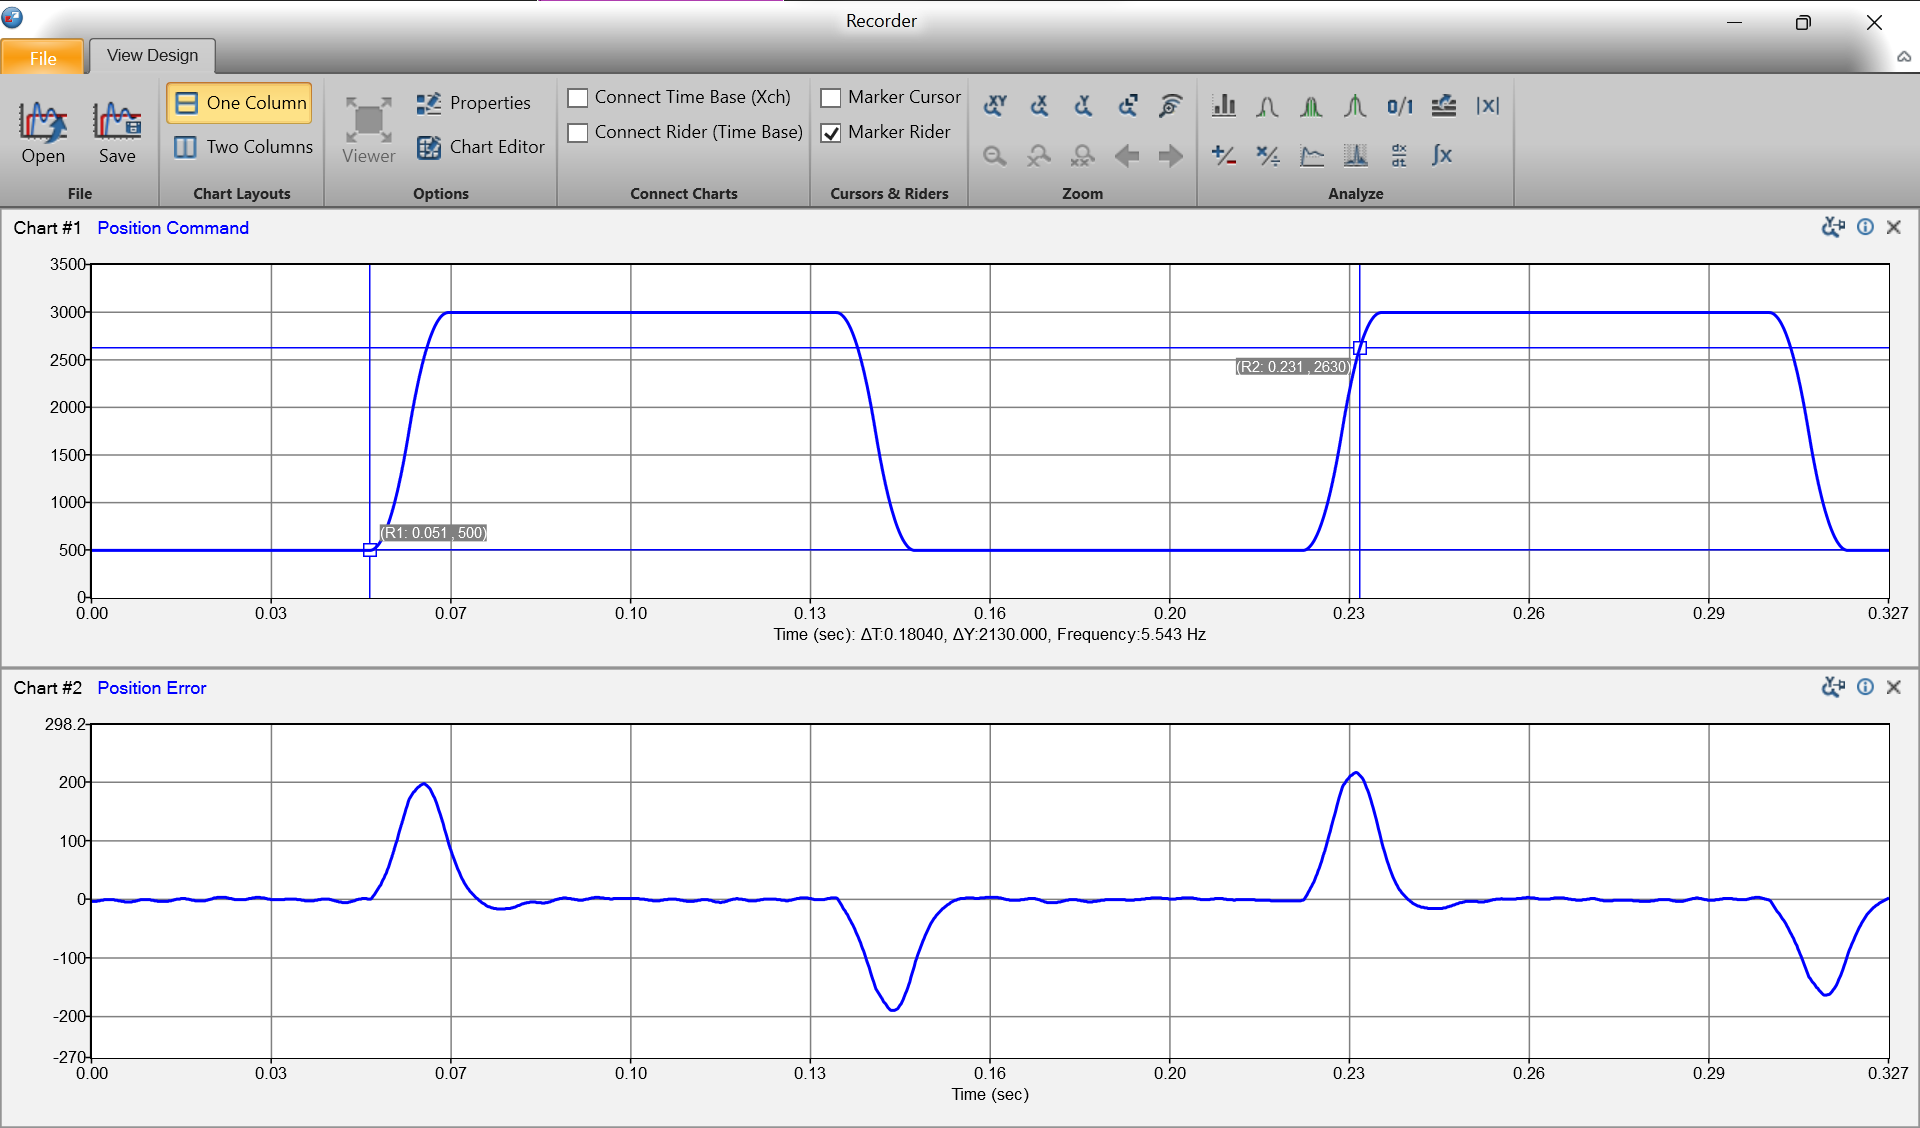 Recorder
File
View Design
Open
Save
File
One Column
Two Columns
Chart Layouts
Viewer
Properties
Chart Editor
Options
Connect Time Base (Xch)
Connect Rider (Time Base)
Connect Charts
Marker Cursor
Marker Rider
Cursors & Riders
XY
X
Y
Zoom
0/1
|X|
+/-
×/÷
dx
dt
∫x
Analyze
Chart #1 Position Command
3500
3000
2500
2000
1500
1000
500
0
(R2: 0.231 , 2630)
(R1: 0.051 , 500)
0.00 0.03 0.07 0.10 0.13 0.16 0.20 0.23 0.26 0.29 0.327
Time (sec): ΔT:0.18040, ΔY:2130.000, Frequency:5.543 Hz
Chart #2 Position Error
298.2
200
100
0
-100
-200
-270
0.00 0.03 0.07 0.10 0.13 0.16 0.20 0.23 0.26 0.29 0.327
Time (sec)